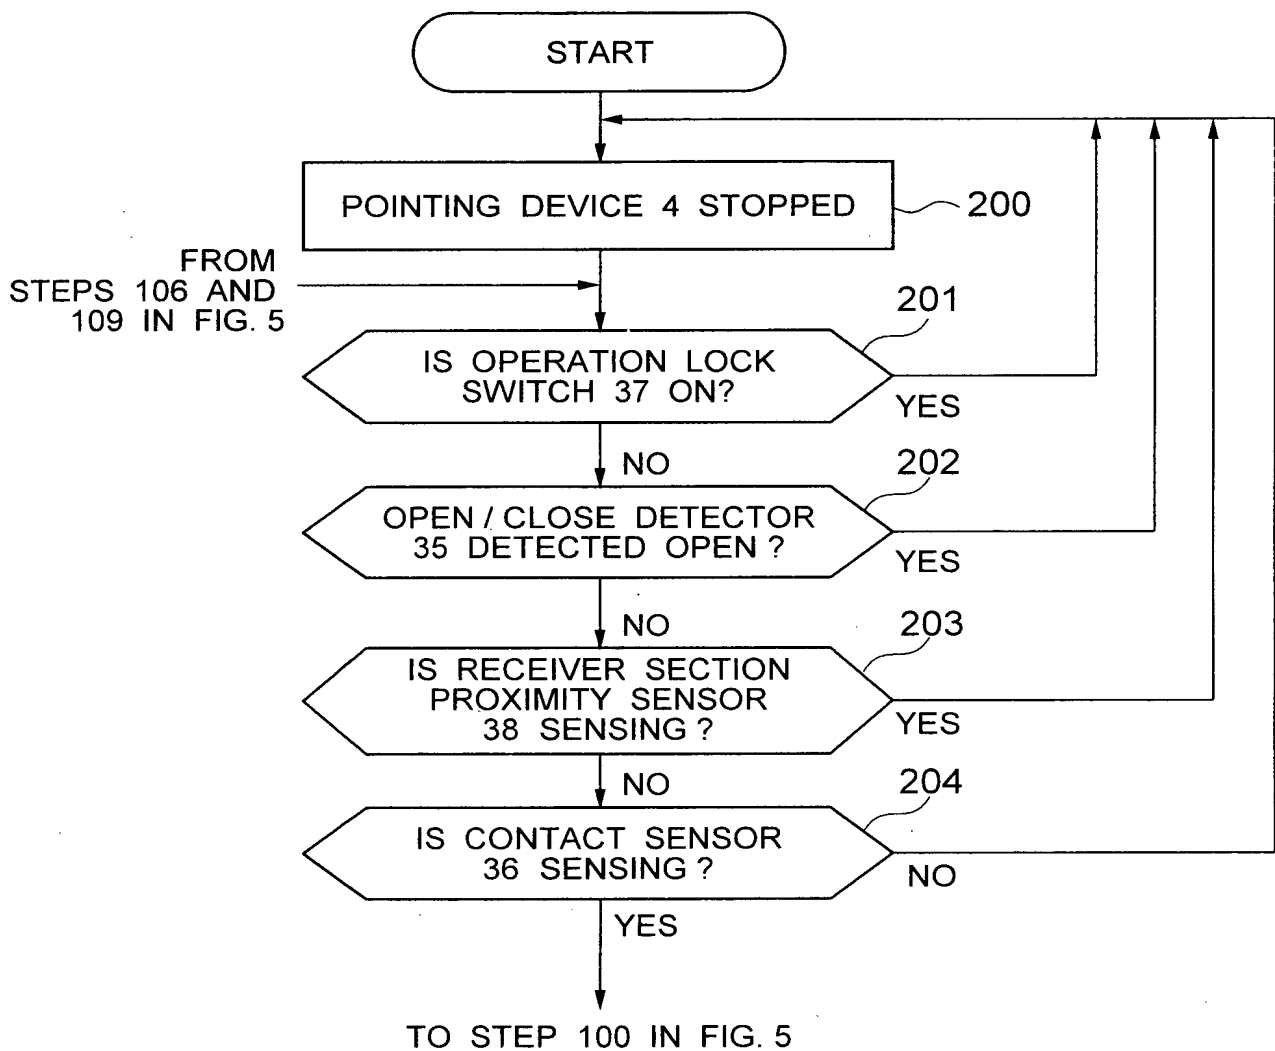 START
POINTING DEVICE 4 STOPPED
200
FROM
STEPS 106 AND
109 IN FIG. 5
201
IS OPERATION LOCK
SWITCH 37 ON?
YES
NO
202
OPEN / CLOSE DETECTOR
35 DETECTED OPEN ?
YES
NO
203
IS RECEIVER SECTION
PROXIMITY SENSOR
38 SENSING ?
YES
NO
204
IS CONTACT SENSOR
36 SENSING ?
NO
YES
TO STEP 100 IN FIG. 5